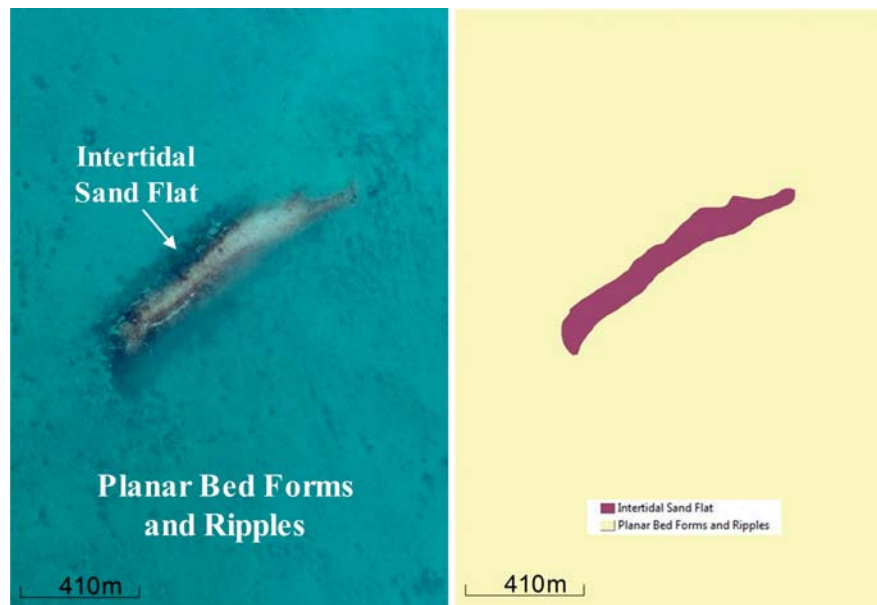 Intertidal
Sand Flat
Planar Bed Forms
and Ripples
410m
Intertidal Sand Flat
Planar Bed Forms and Ripples
410m